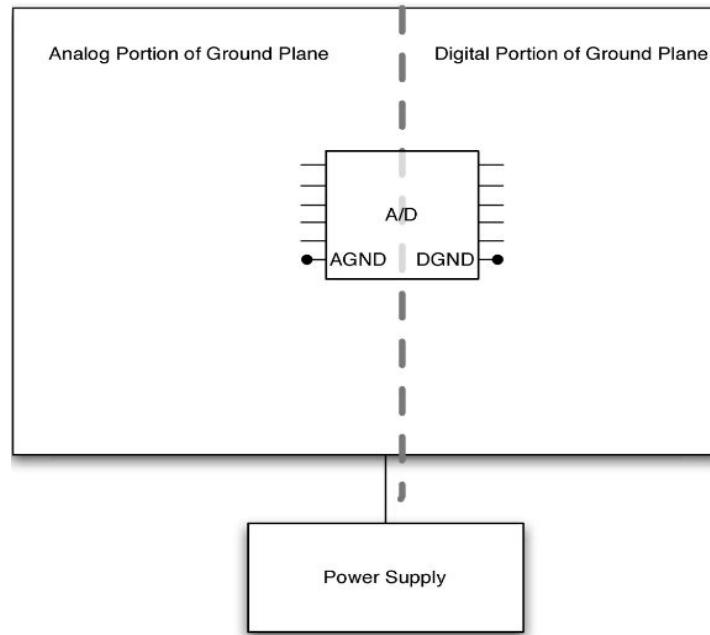 Analog Portion of Ground Plane
Digital Portion of Ground Plane
A/D
AGND
DGND
Power Supply